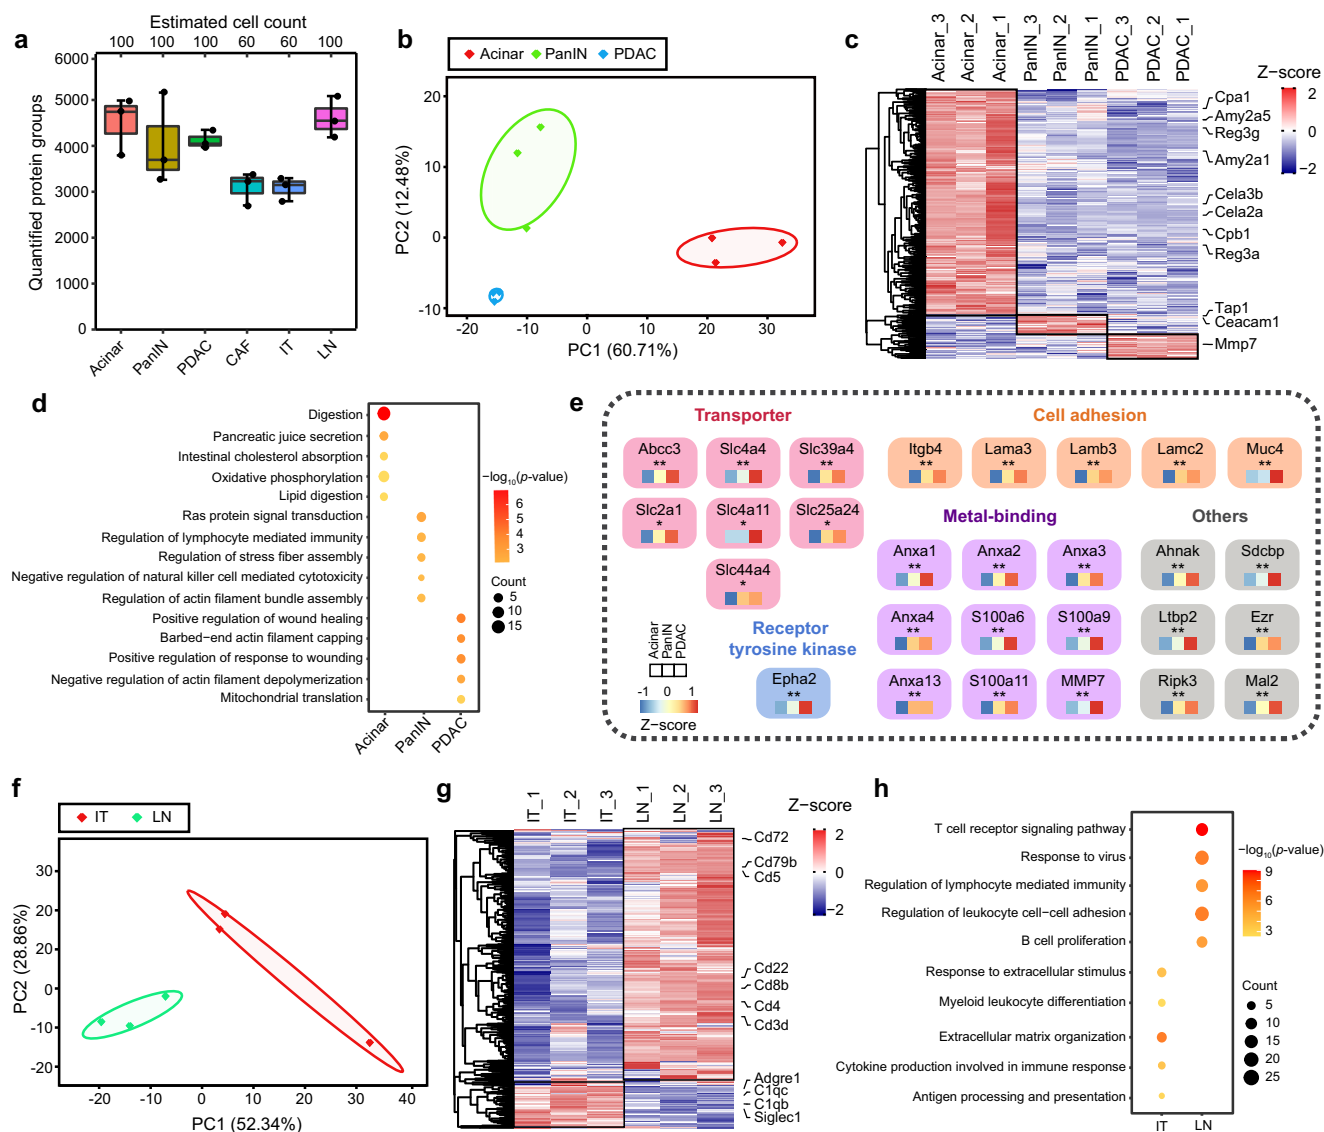 a
Estimated cell count
100 100 100 60 60 100
Quantified protein groups
6000
5000
4000
3000
2000
1000
0
Acinar PanIN PDAC CAF IT LN
b
Acinar PanIN PDAC
PC2 (12.48%)
20
10
0
-10
-20 -10 0 10 20 30
PC1 (60.71%)
c
Acinar_3 Acinar_2 Acinar_1 PanIN_3 PanIN_2 PanIN_1 PDAC_3 PDAC_2 PDAC_1
Z−score
2
0
−2
Cpa1
Amy2a5
Reg3g
Amy2a1
Cela3b
Cela2a
Cpb1
Reg3a
Tap1
Ceacam1
Mmp7
d
Digestion
Pancreatic juice secretion
Intestinal cholesterol absorption
Oxidative phosphorylation
Lipid digestion
Ras protein signal transduction
Regulation of lymphocyte mediated immunity
Regulation of stress fiber assembly
Negative regulation of natural killer cell mediated cytotoxicity
Regulation of actin filament bundle assembly
Positive regulation of wound healing
Barbed−end actin filament capping
Positive regulation of response to wounding
Negative regulation of actin filament depolymerization
Mitochondrial translation
Acinar PanIN PDAC
−log10(p-value)
6
5
4
3
Count
5
10
15
e
Transporter
Abcc3 Slc4a4 Slc39a4
** ** **
Slc2a1 Slc4a11 Slc25a24
* * *
Slc44a4
*
Cell adhesion
Itgb4 Lama3 Lamb3 Lamc2 Muc4
** ** ** ** **
Metal-binding
Anxa1 Anxa2 Anxa3
** ** **
Anxa4 S100a6 S100a9
** ** **
Anxa13 S100a11 MMP7
** ** **
Others
Ahnak Sdcbp
** **
Ltbp2 Ezr
** **
Ripk3 Mal2
** **
Receptor
tyrosine kinase
Epha2
**
Acinar PanIN PDAC
-1 0 1
Z−score
f
IT LN
PC2 (28.86%)
30
20
20
0
-10
-20
-20 -10 0 10 20 30 40
PC1 (52.34%)
g
IT_1 IT_2 IT_3 LN_1 LN_2 LN_3
Z−score
2
0
−2
Cd72
Cd79b
Cd5
Cd22
Cd8b
Cd4
Cd3d
Adgre1
C1qc
C1qb
Siglec1
h
T cell receptor signaling pathway
Response to virus
Regulation of lymphocyte mediated immunity
Regulation of leukocyte cell−cell adhesion
B cell proliferation
Response to extracellular stimulus
Myeloid leukocyte differentiation
Extracellular matrix organization
Cytokine production involved in immune response
Antigen processing and presentation
IT LN
−log10(p-value)
9
6
3
Count
5
10
15
20
25